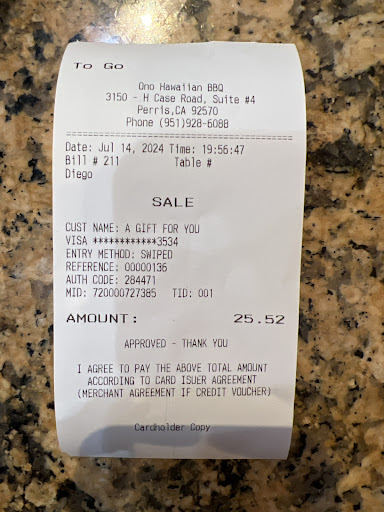 To Go
Ono Hawaiian BBQ
3150 - H Case Road, Suite #4
Perris,CA 92570
Phone (951)928-6088
Date: Jul 14, 2024 Time: 19:56:47
Bill # 211 Table #
Diego
SALE
CUST NAME: A GIFT FOR YOU
VISA ************3534
ENTRY METHOD: SWIPED
REFERENCE: 00000136
AUTH CODE: 284471
MID: 720000727385 TID: 001
AMOUNT: 25.52
APPROVED - THANK YOU
I AGREE TO PAY THE ABOVE TOTAL AMOUNT
ACCORDING TO CARD ISUER AGREEMENT
(MERCHANT AGREEMENT IF CREDIT VOUCHER)
Cardholder Copy